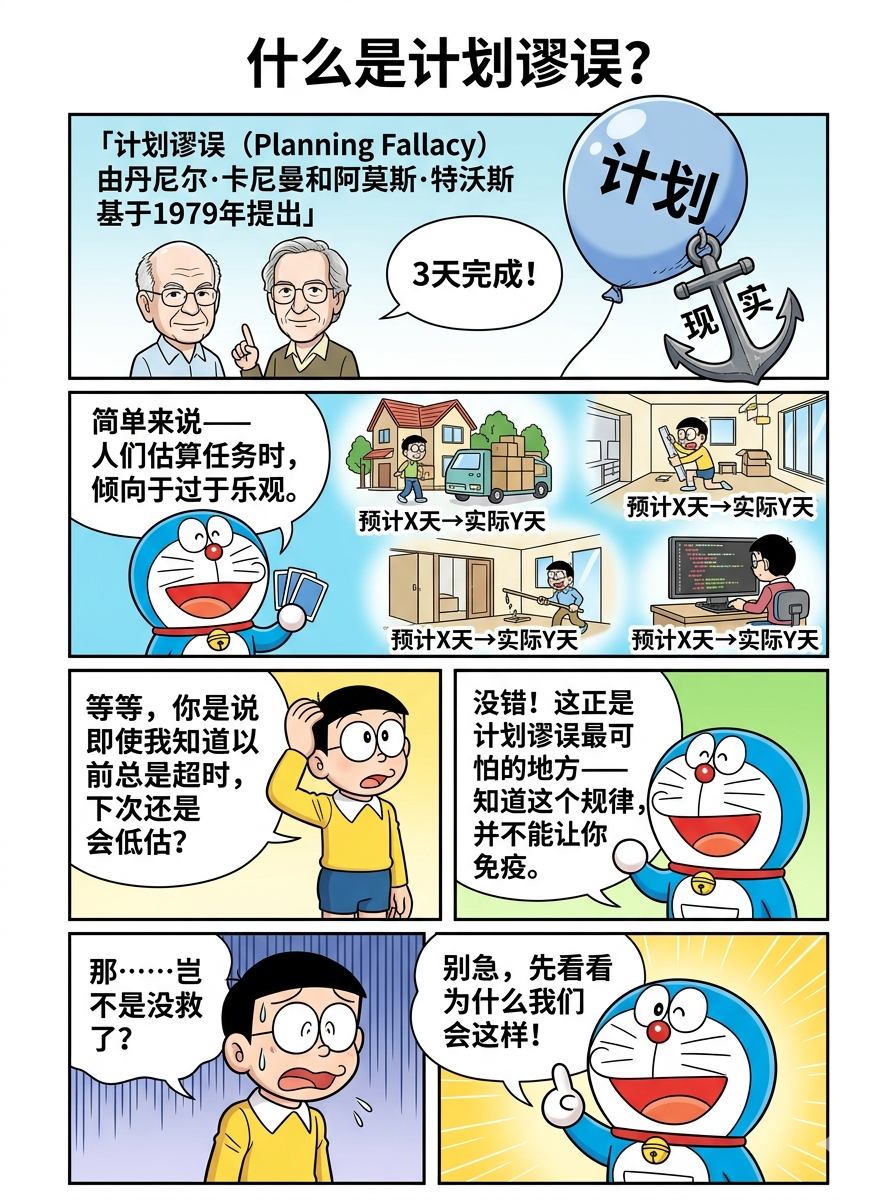 什么是计划谬误？
「计划谬误（Planning Fallacy）
由丹尼尔·卡尼曼和阿莫斯·特沃斯
基于1979年提出」
3天完成！
计划
现实
简单来说——
人们估算任务时，
倾向于过于乐观。
预计X天→实际Y天
预计X天→实际Y天
预计X天→实际Y天
预计X天→实际Y天
等等，你是说
即使我知道以
前总是超时，
下次还是
会低估？
没错！这正是
计划谬误最可
怕的地方——
知道这个规律，
并不能让你
免疫。
那……岂
不是没救
了？
别急，先看看
为什么我们
会这样！